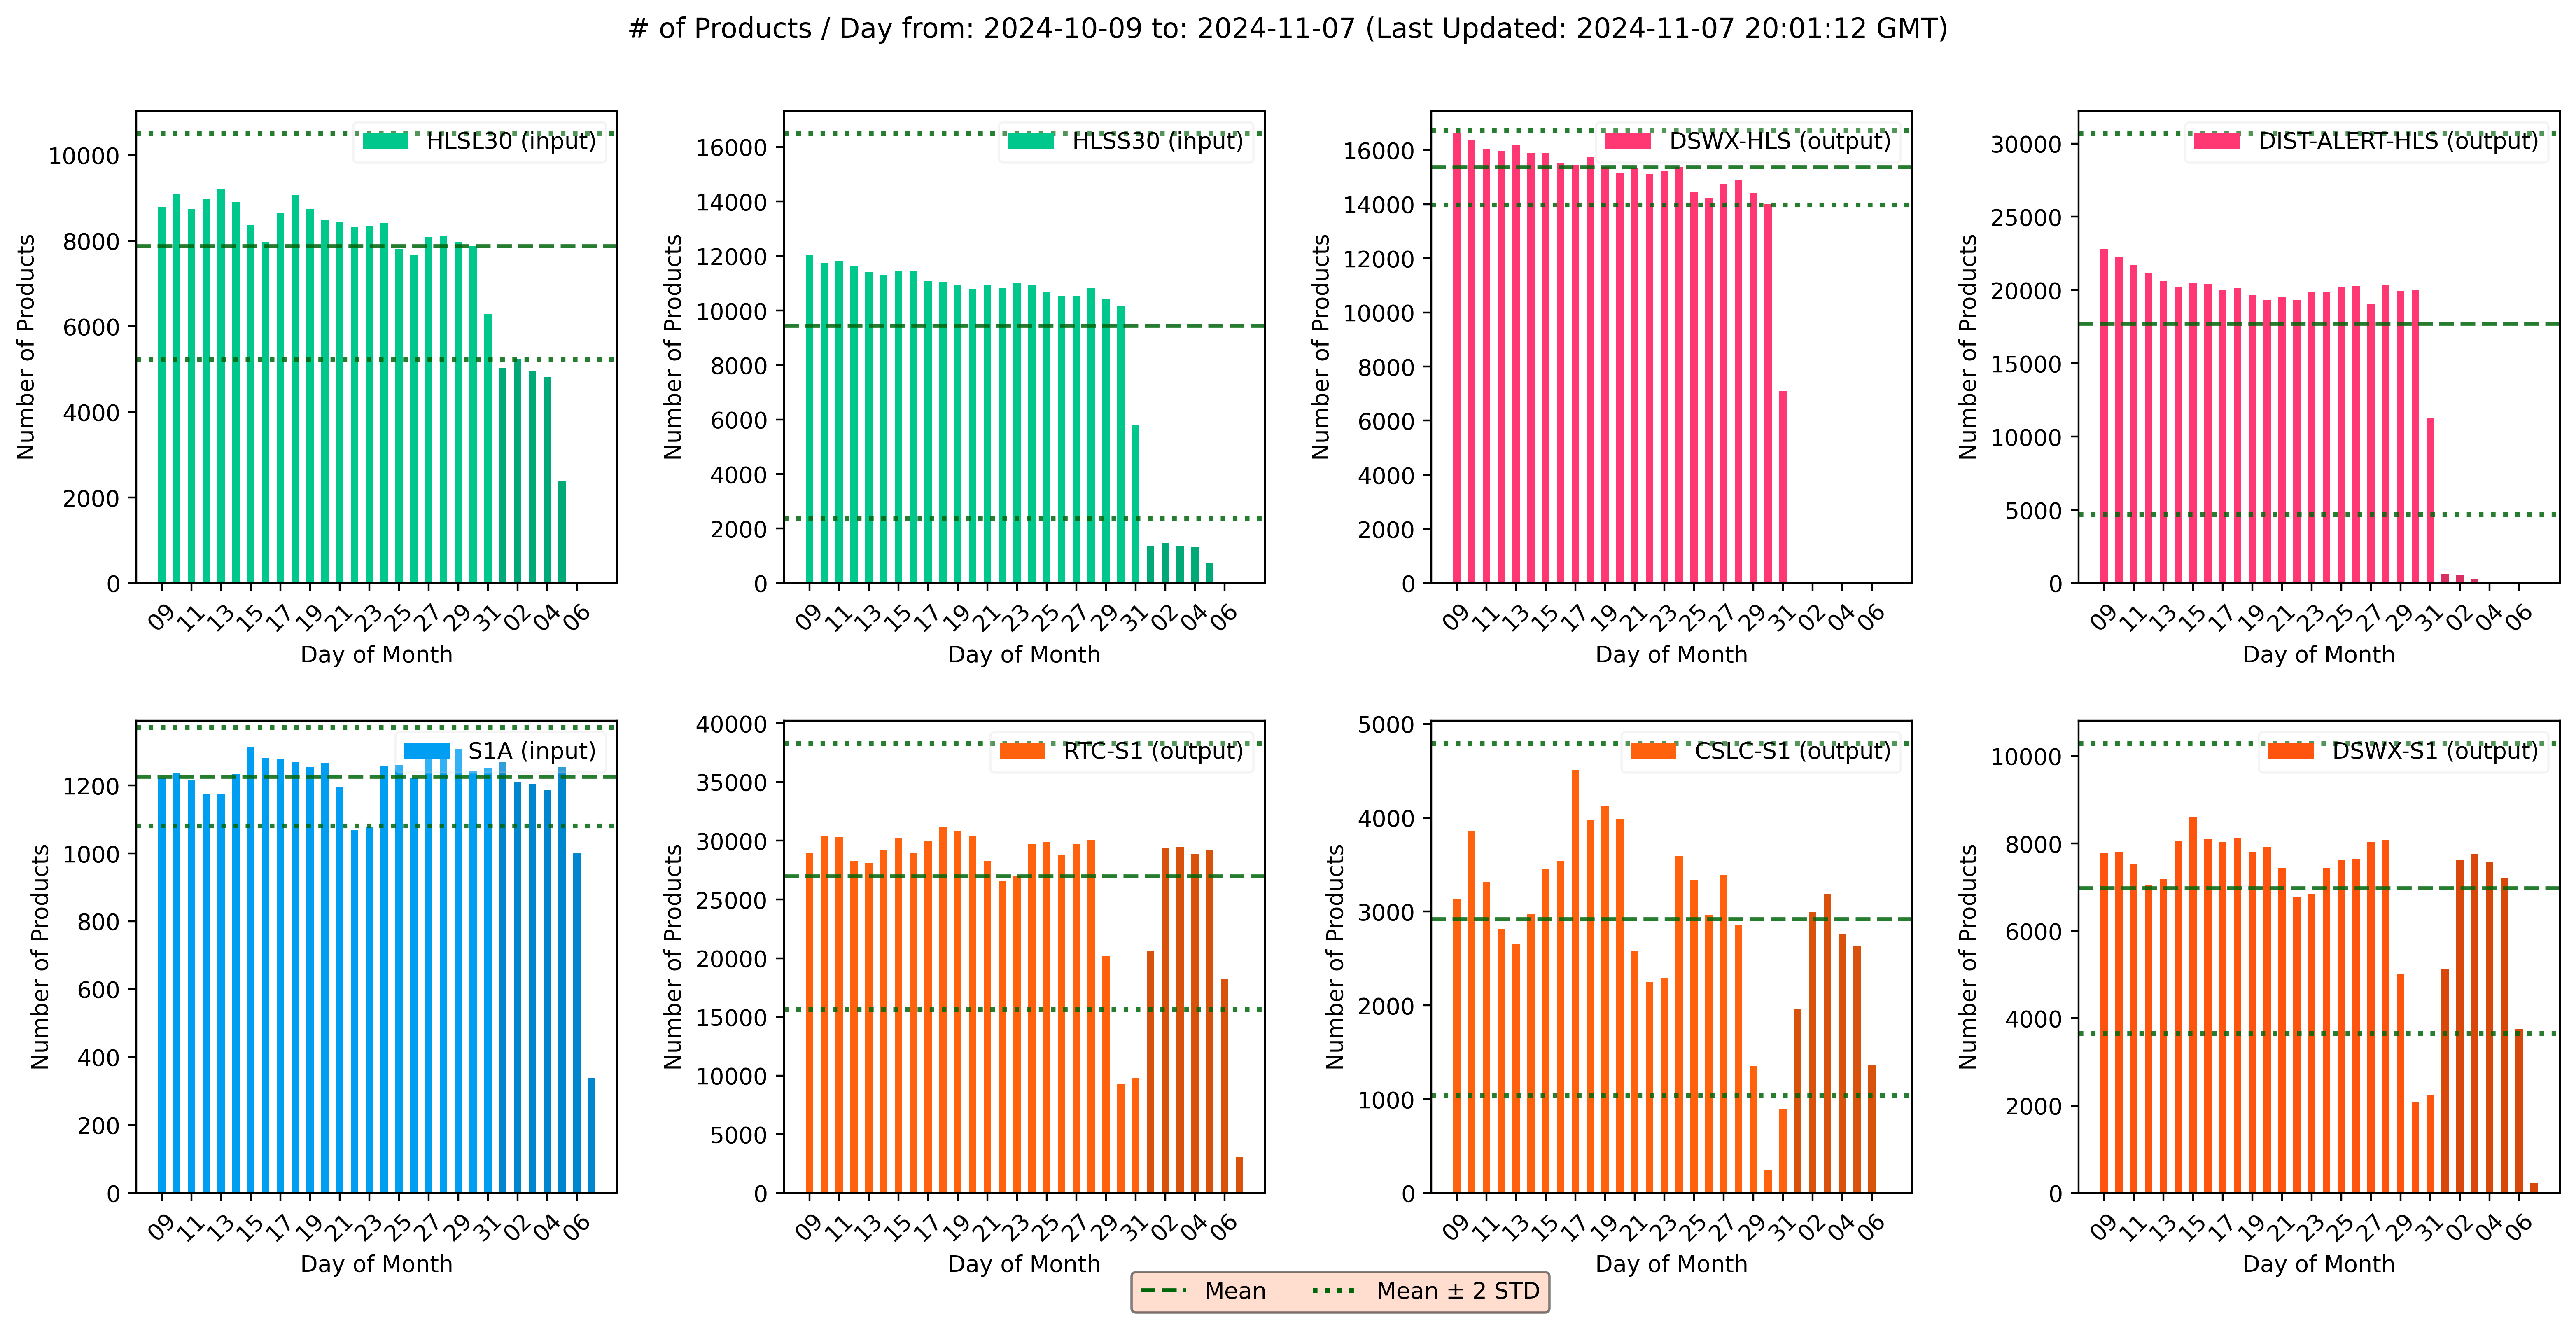 # of Products / Day from: 2024-10-09 to: 2024-11-07 (Last Updated: 2024-11-07 20:01:12 GMT)
HLSL30 (input)
Number of Products
10000
8000
6000
4000
2000
0
09 11 13 15 17 19 21 23 25 27 29 31 02 04 06
Day of Month
HLSS30 (input)
Number of Products
16000
14000
12000
10000
8000
6000
4000
2000
0
09 11 13 15 17 19 21 23 25 27 29 31 02 04 06
Day of Month
DSWX-HLS (output)
Number of Products
16000
14000
12000
10000
8000
6000
4000
2000
0
09 11 13 15 17 19 21 23 25 27 29 31 02 04 06
Day of Month
DIST-ALERT-HLS (output)
Number of Products
30000
25000
20000
15000
10000
5000
0
09 11 13 15 17 19 21 23 25 27 29 31 02 04 06
Day of Month
S1A (input)
Number of Products
1200
1000
800
600
400
200
0
09 11 13 15 17 19 21 23 25 27 29 31 02 04 06
Day of Month
RTC-S1 (output)
Number of Products
40000
35000
30000
25000
20000
15000
10000
5000
0
09 11 13 15 17 19 21 23 25 27 29 31 02 04 06
Day of Month
CSLC-S1 (output)
Number of Products
5000
4000
3000
2000
1000
0
09 11 13 15 17 19 21 23 25 27 29 31 02 04 06
Day of Month
DSWX-S1 (output)
Number of Products
10000
8000
6000
4000
2000
0
09 11 13 15 17 19 21 23 25 27 29 31 02 04 06
Day of Month
Mean Mean ± 2 STD